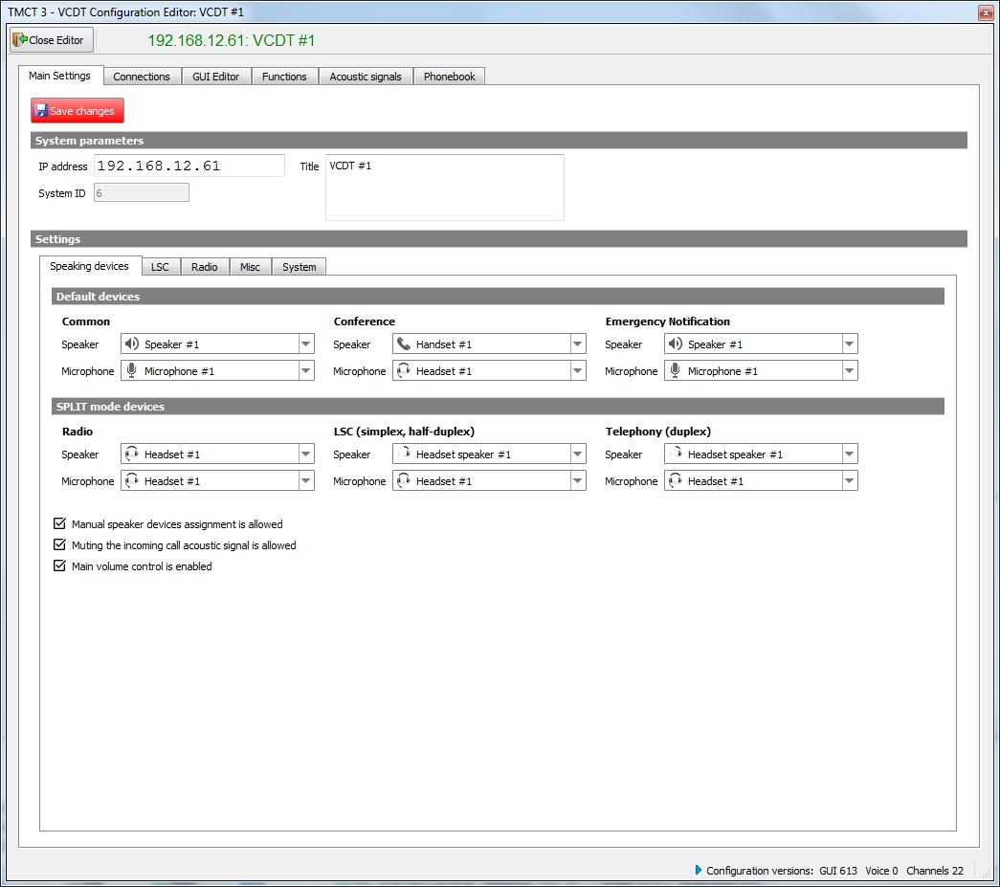 TMCT 3 - VCDT Configuration Editor: VCDT #1
Close Editor 192.168.12.61: VCDT #1
Main Settings Connections GUI Editor Functions Acoustic signals Phonebook
Save changes
System parameters
IP address 192.168.12.61 Title VCDT #1
System ID 6
Settings
Speaking devices LSC Radio Misc System
Default devices
Common Conference Emergency Notification
Speaker Speaker #1 Speaker Handset #1 Speaker Speaker #1
Microphone Microphone #1 Microphone Headset #1 Microphone Microphone #1
SPLIT mode devices
Radio LSC (simplex, half-duplex) Telephony (duplex)
Speaker Headset #1 Speaker Headset speaker #1 Speaker Headset speaker #1
Microphone Headset #1 Microphone Headset #1 Microphone Headset #1
Manual speaker devices assignment is allowed
Muting the incoming call acoustic signal is allowed
Main volume control is enabled
Configuration versions: GUI 613 Voice 0 Channels 22